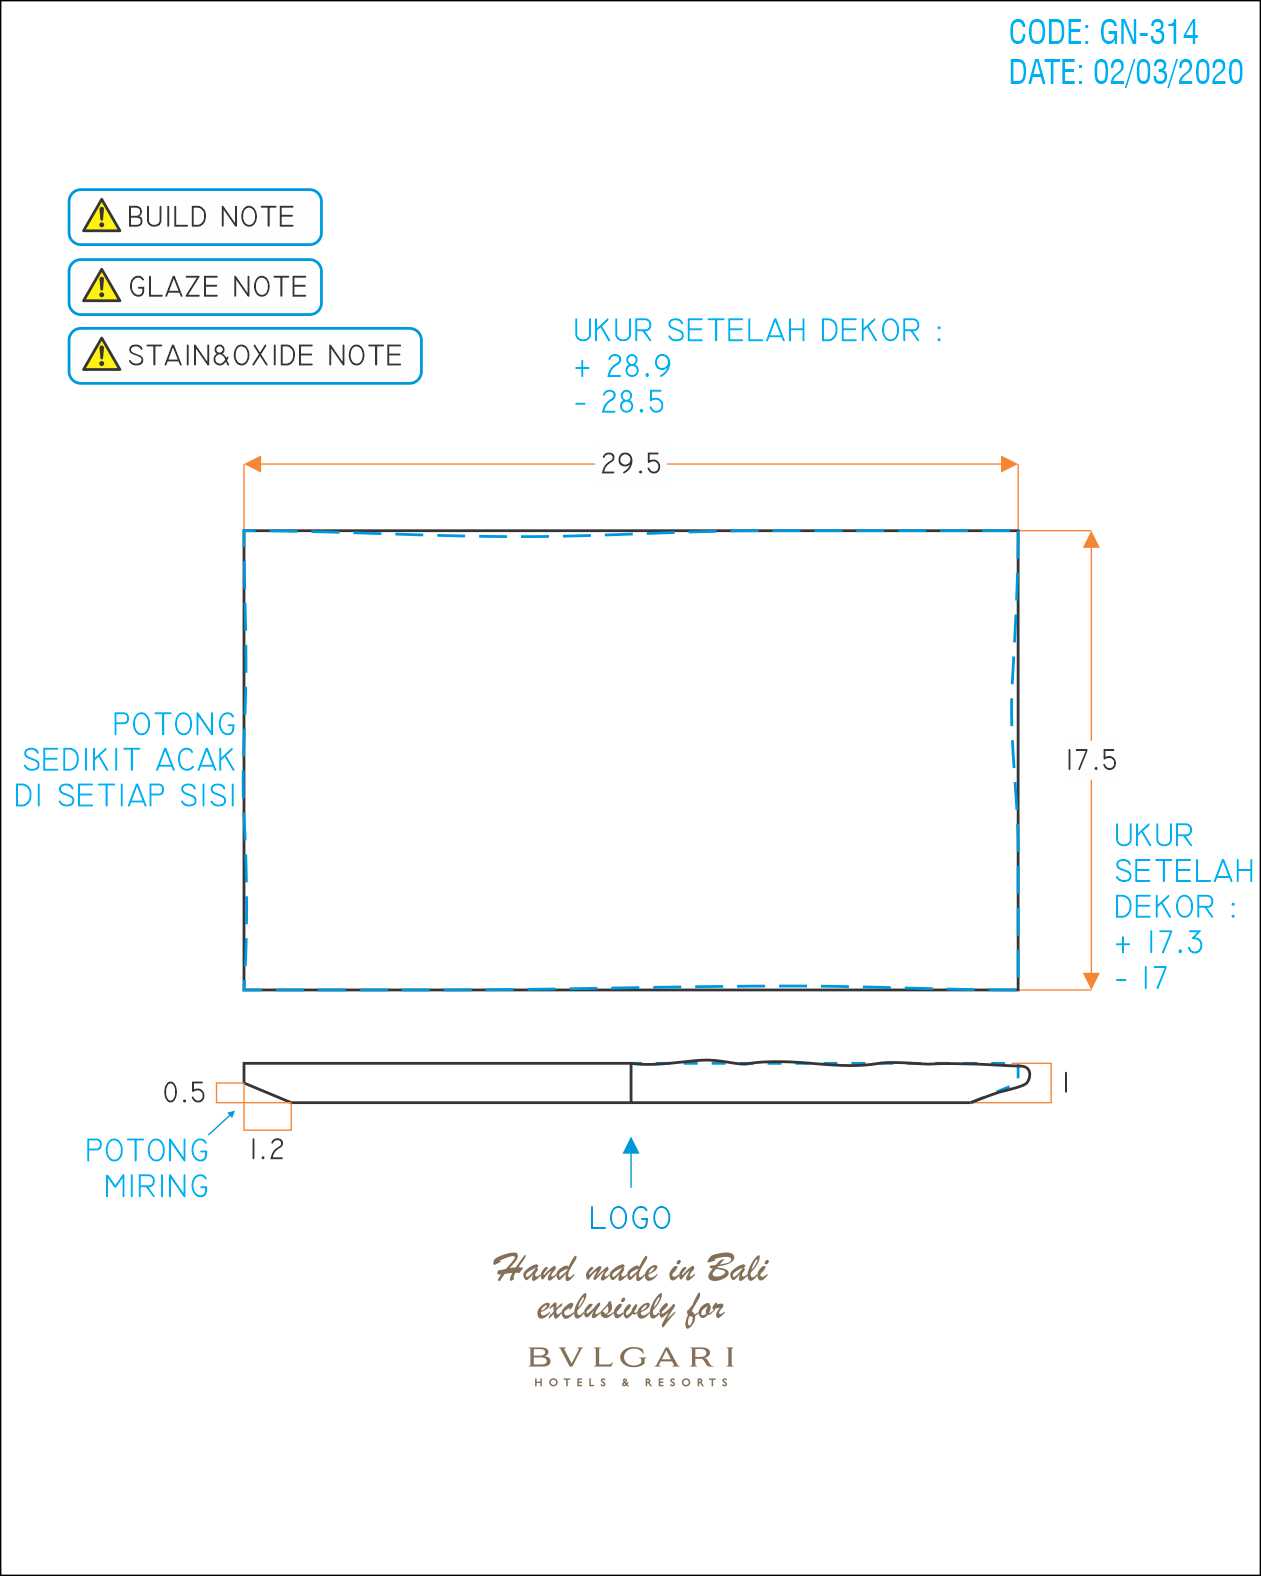 CODE: GN-314
DATE: 02/03/2020
BUILD NOTE
GLAZE NOTE
STAIN&OXIDE NOTE
UKUR SETELAH DEKOR :
+ 28.9
- 28.5
29.5
POTONG
SEDIKIT ACAK
DI SETIAP SISI
17.5
UKUR
SETELAH
DEKOR :
+ 17.3
- 17
0.5
1
1.2
POTONG
MIRING
LOGO
Hand made in Bali
exclusively for
BVLGARI
HOTELS & RESORTS